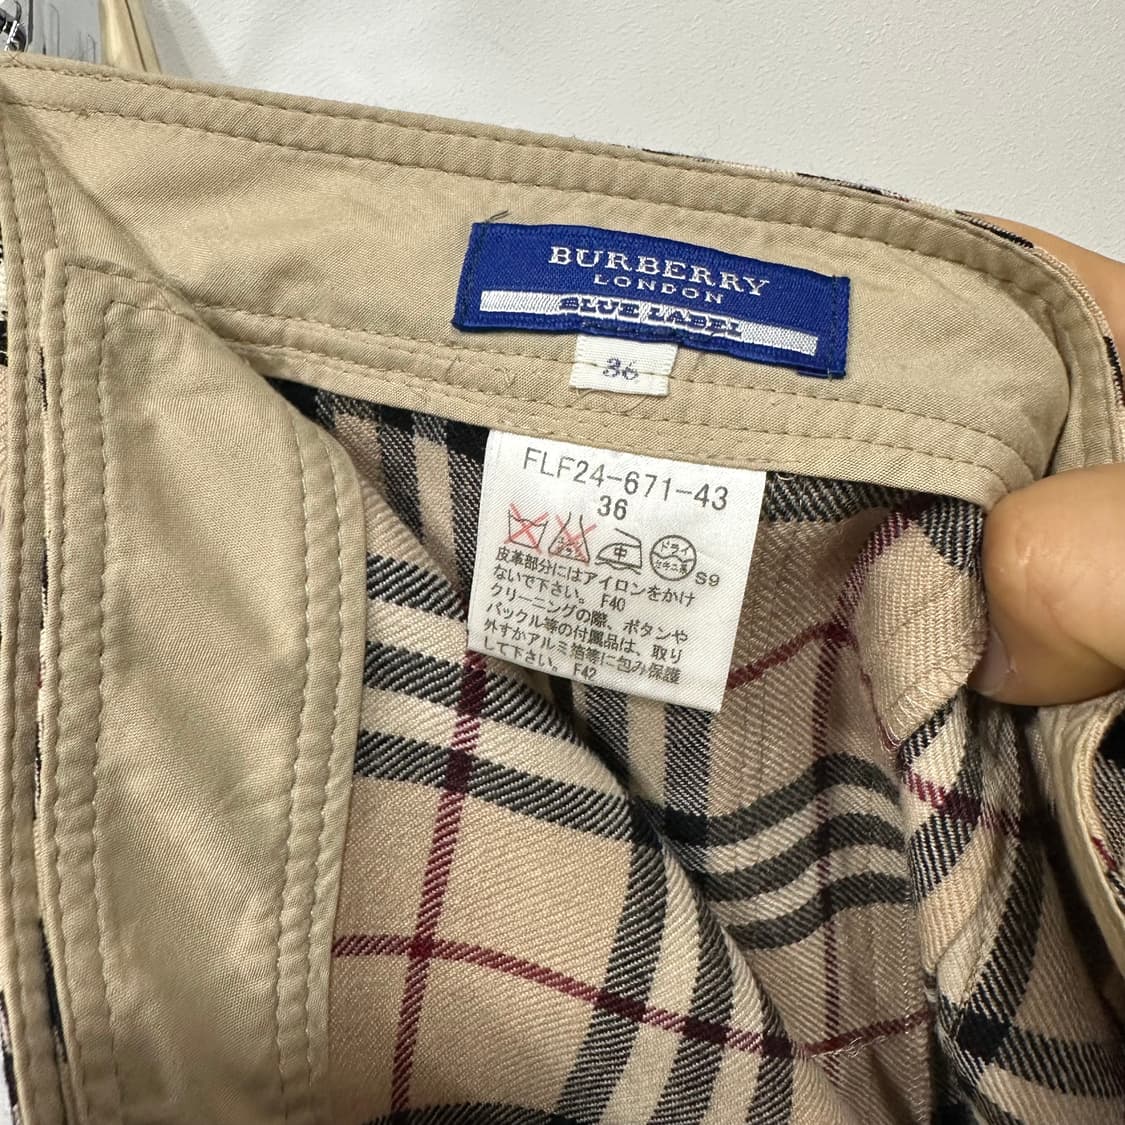 BURBERRY
LONDON
BLUE LABEL
36
FLF24-671-43
36
中
ドライ
セキユ系
S9
皮革部分にはアイロンをかけ
ないで下さい。 F40
クリーニングの際、ボタンや
バックル等の付属品は、取り
外すかアルミ箔等に包み保護
して下さい。 F42